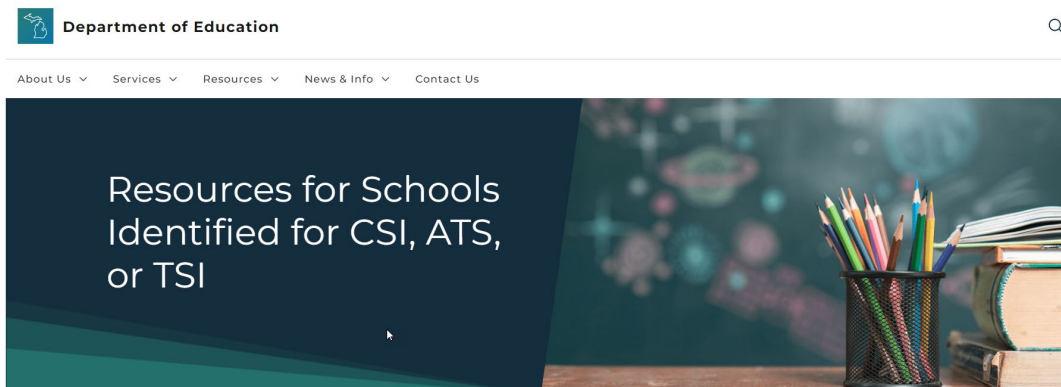 Department of Education
About Us Services Resources News & Info Contact Us
Resources for Schools
Identified for CSI, ATS,
or TSI